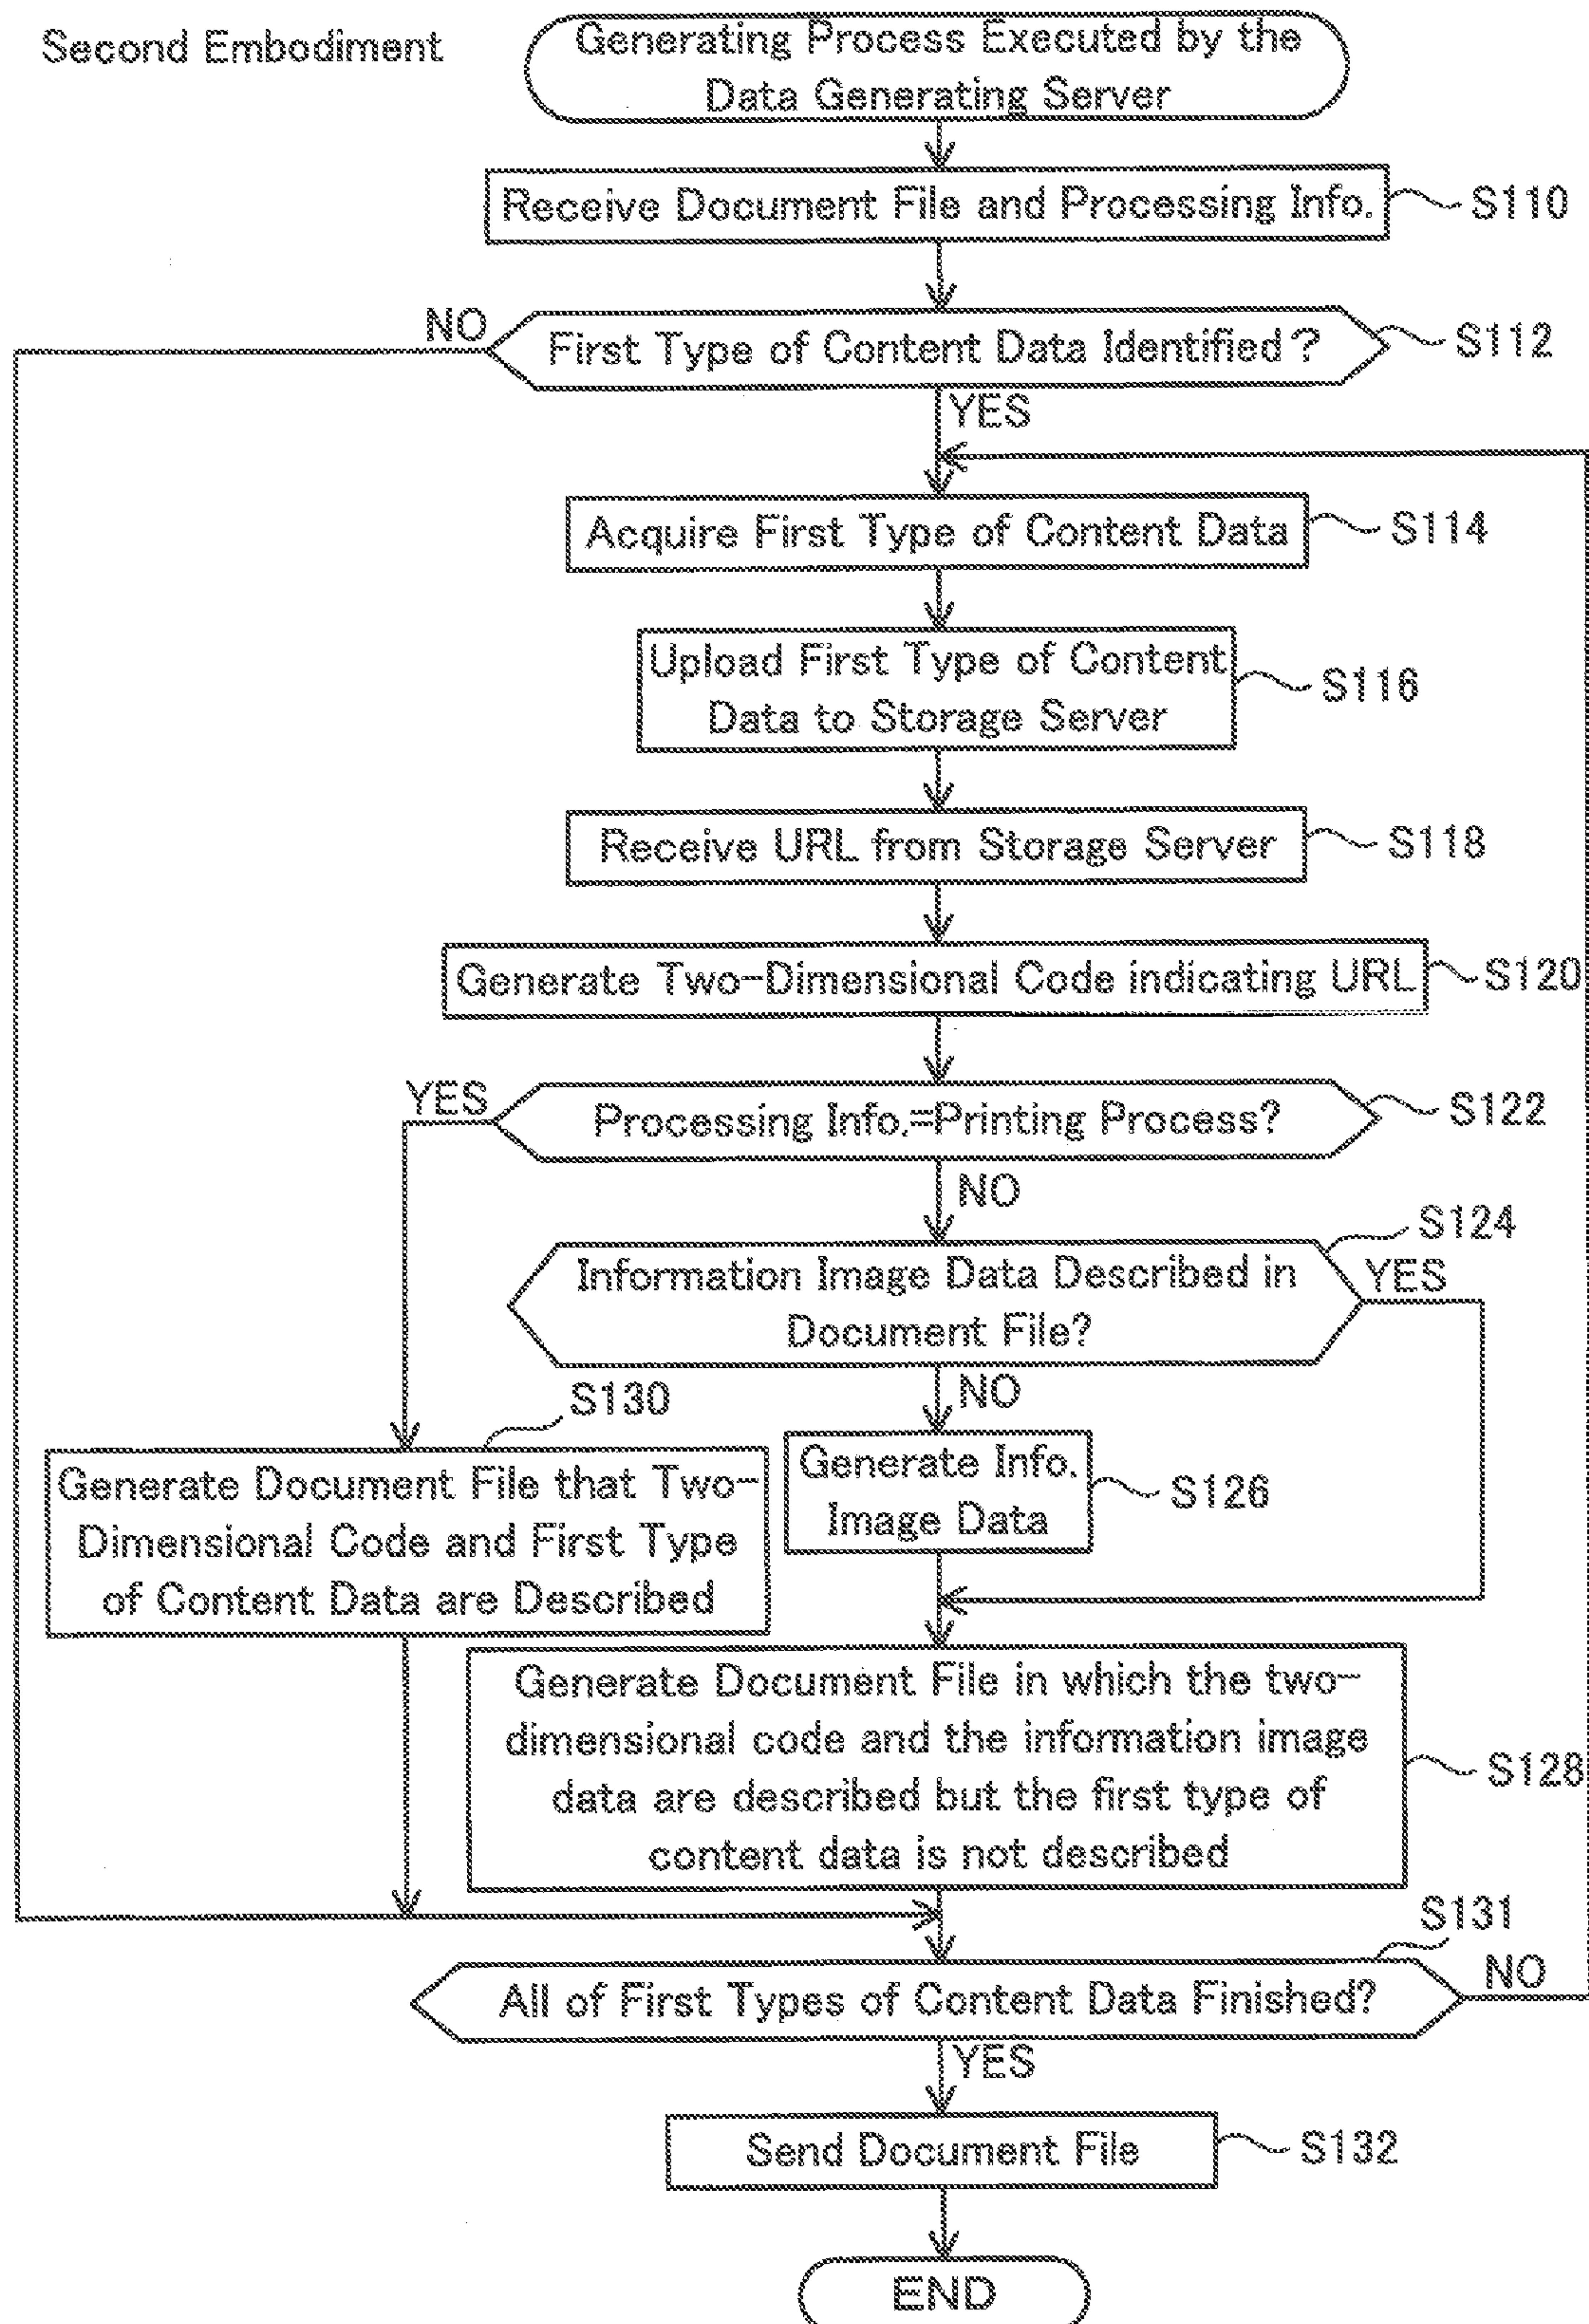 Second Embodiment
Generating Process Executed by the
Data Generating Server
Receive Document File and Processing Info.
S110
NO
First Type of Content Data Identified?
S112
YES
Acquire First Type of Content Data
S114
Upload First Type of Content
Data to Storage Server
S116
Receive URL from Storage Server
S118
Generate Two-Dimensional Code indicating URL
S120
YES
Processing Info.=Printing Process?
S122
NO
S124
Information Image Data Described in
Document File?
YES
NO
S130
Generate Document File that Two-
Dimensional Code and First Type
of Content Data are Described
Generate Info.
Image Data
S126
Generate Document File in which the two-
dimensional code and the information image
data are described but the first type of
content data is not described
S128
S131
All of First Types of Content Data Finished?
NO
YES
Send Document File
S132
END